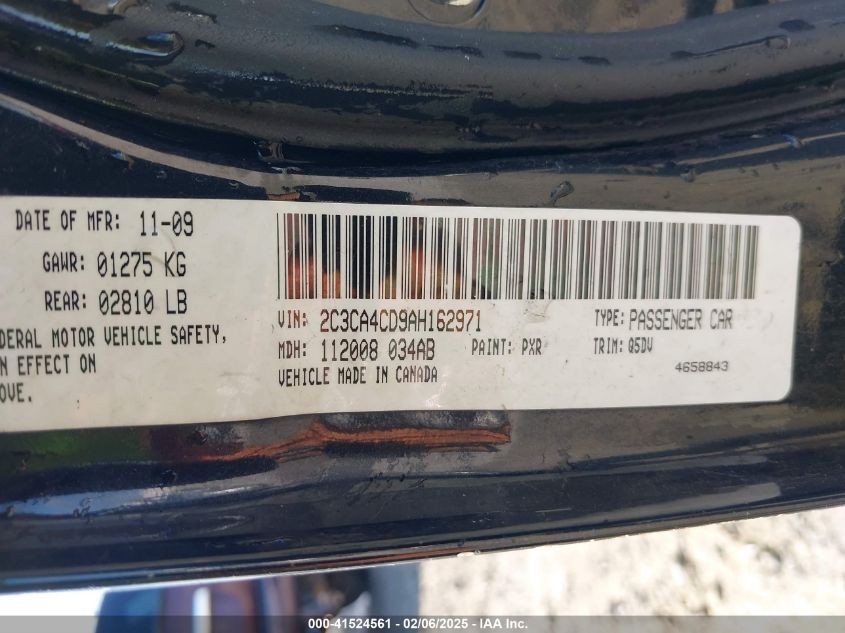 DATE OF MFR: 11-09
GAWR: 01275 KG
REAR: 02810 LB
DERAL MOTOR VEHICLE SAFETY,
N EFFECT ON
OVE.
VIN: 2C3CA4CD9AH162971
TYPE: PASSENGER CAR
MDH: 112008 034AB
PAINT: PXR
TRIM: Q5DV
VEHICLE MADE IN CANADA
4658843
000-41524561 - 02/06/2025 - IAA Inc.